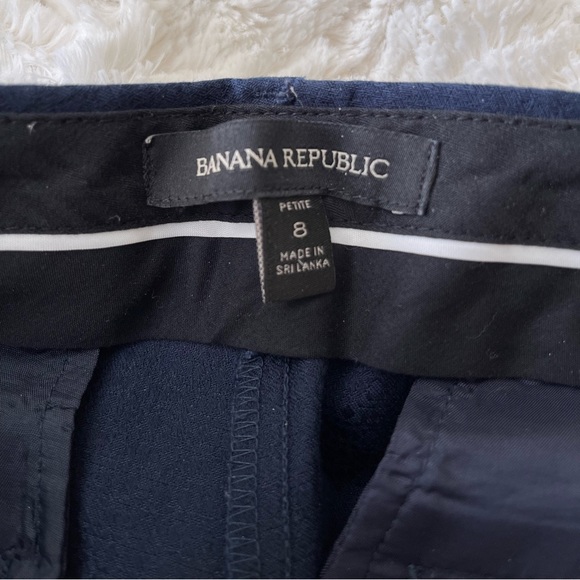 BANANA REPUBLIC
PETITE
8
MADE IN
SRI LANKA